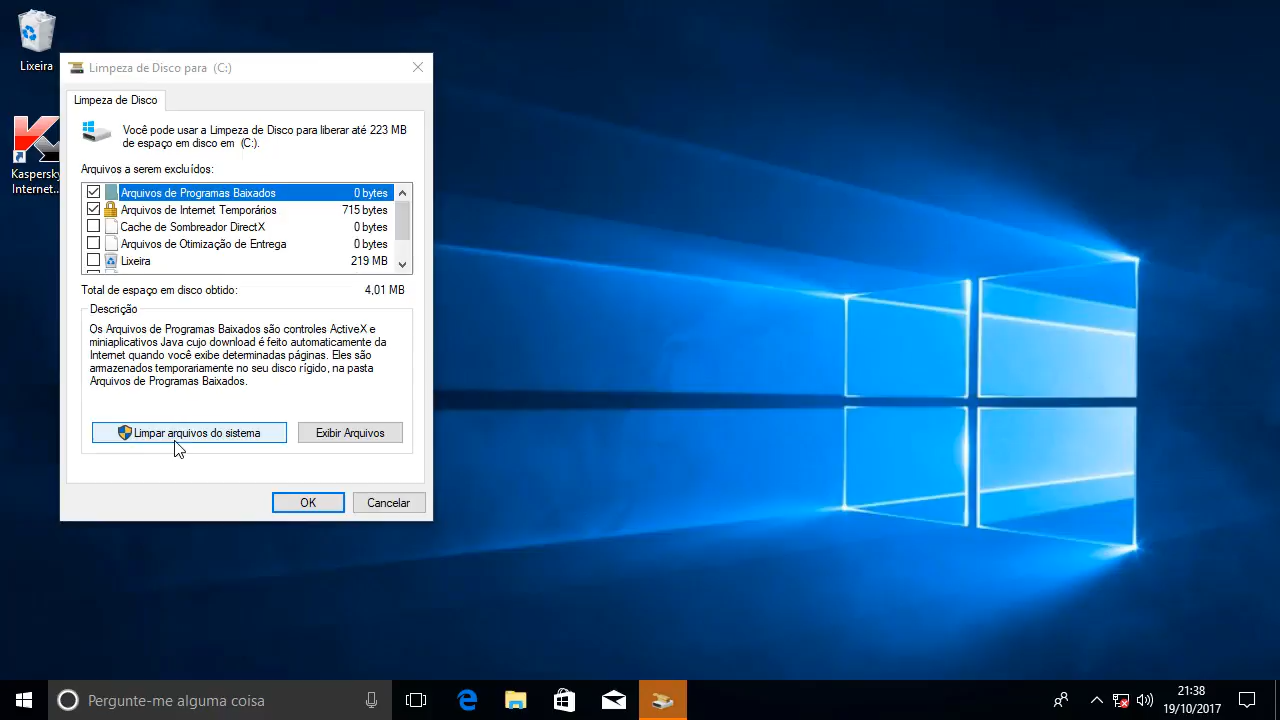 Lixeira
Kaspersky
Internet...
Limpeza de Disco para  (C:)
Limpeza de Disco
Você pode usar a Limpeza de Disco para liberar até 223 MB
de espaço em disco em  (C:).
Arquivos a serem excluídos:
Arquivos de Programas Baixados 0 bytes
Arquivos de Internet Temporários 715 bytes
Cache de Sombreador DirectX 0 bytes
Arquivos de Otimização de Entrega 0 bytes
Lixeira 219 MB
Total de espaço em disco obtido: 4,01 MB
Descrição
Os Arquivos de Programas Baixados são controles ActiveX e
miniaplicativos Java cujo download é feito automaticamente da
Internet quando você exibe determinadas páginas. Eles são
armazenados temporariamente no seu disco rígido, na pasta
Arquivos de Programas Baixados.
Limpar arquivos do sistema
Exibir Arquivos
OK
Cancelar
Pergunte-me alguma coisa
21:38
19/10/2017